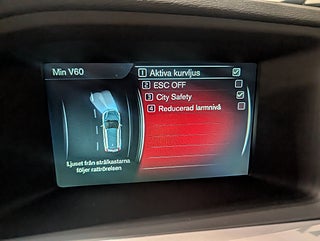 Min V60
1 Aktiva kurvljus
2 ESC OFF
3 City Safety
4 Reducerad larmnivå
Ljuset från strålkastarna
följer rattrörelsen